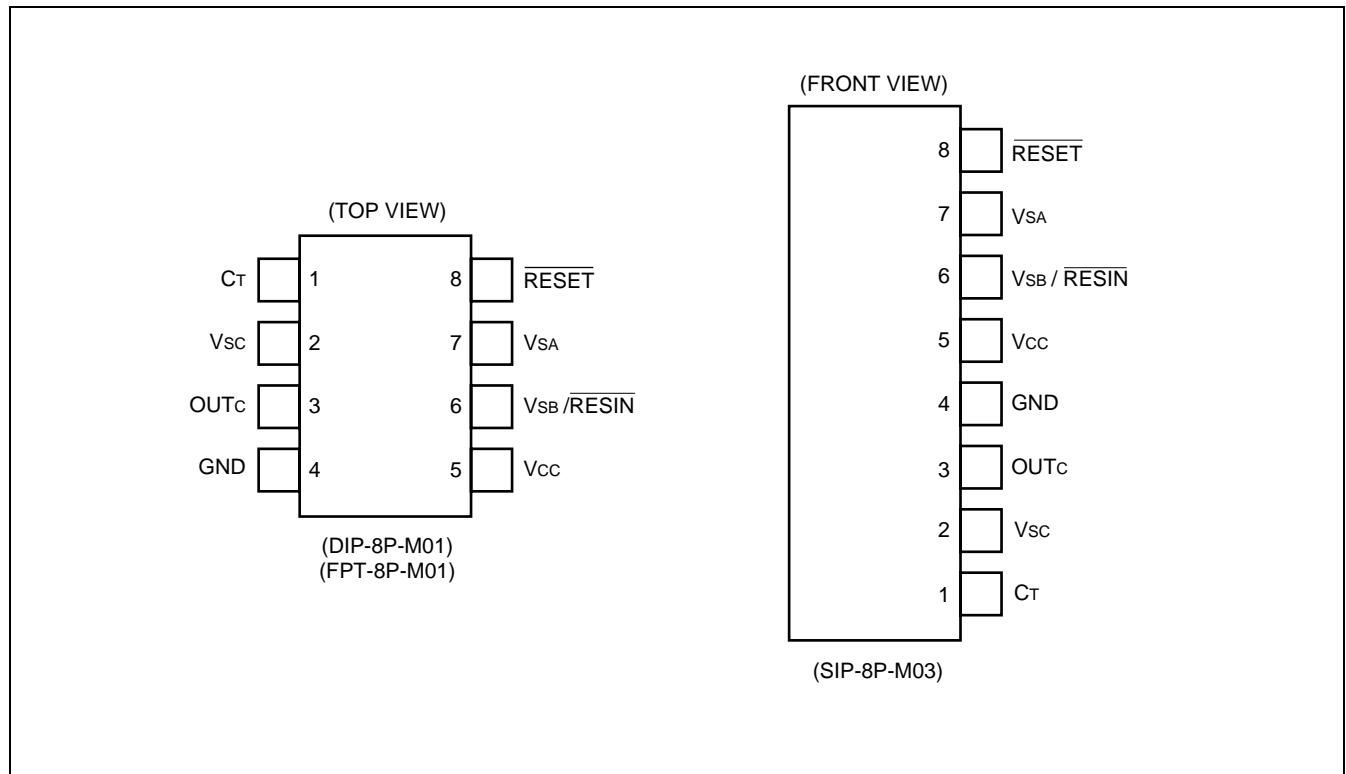 (TOP VIEW)
CT 1 8 RESET
VSC 2 7 VSA
OUTC 3 6 VSB /RESIN
GND 4 5 VCC
(DIP-8P-M01)
(FPT-8P-M01)
(FRONT VIEW)
8 RESET
7 VSA
6 VSB / RESIN
5 VCC
4 GND
3 OUTC
2 VSC
1 CT
(SIP-8P-M03)